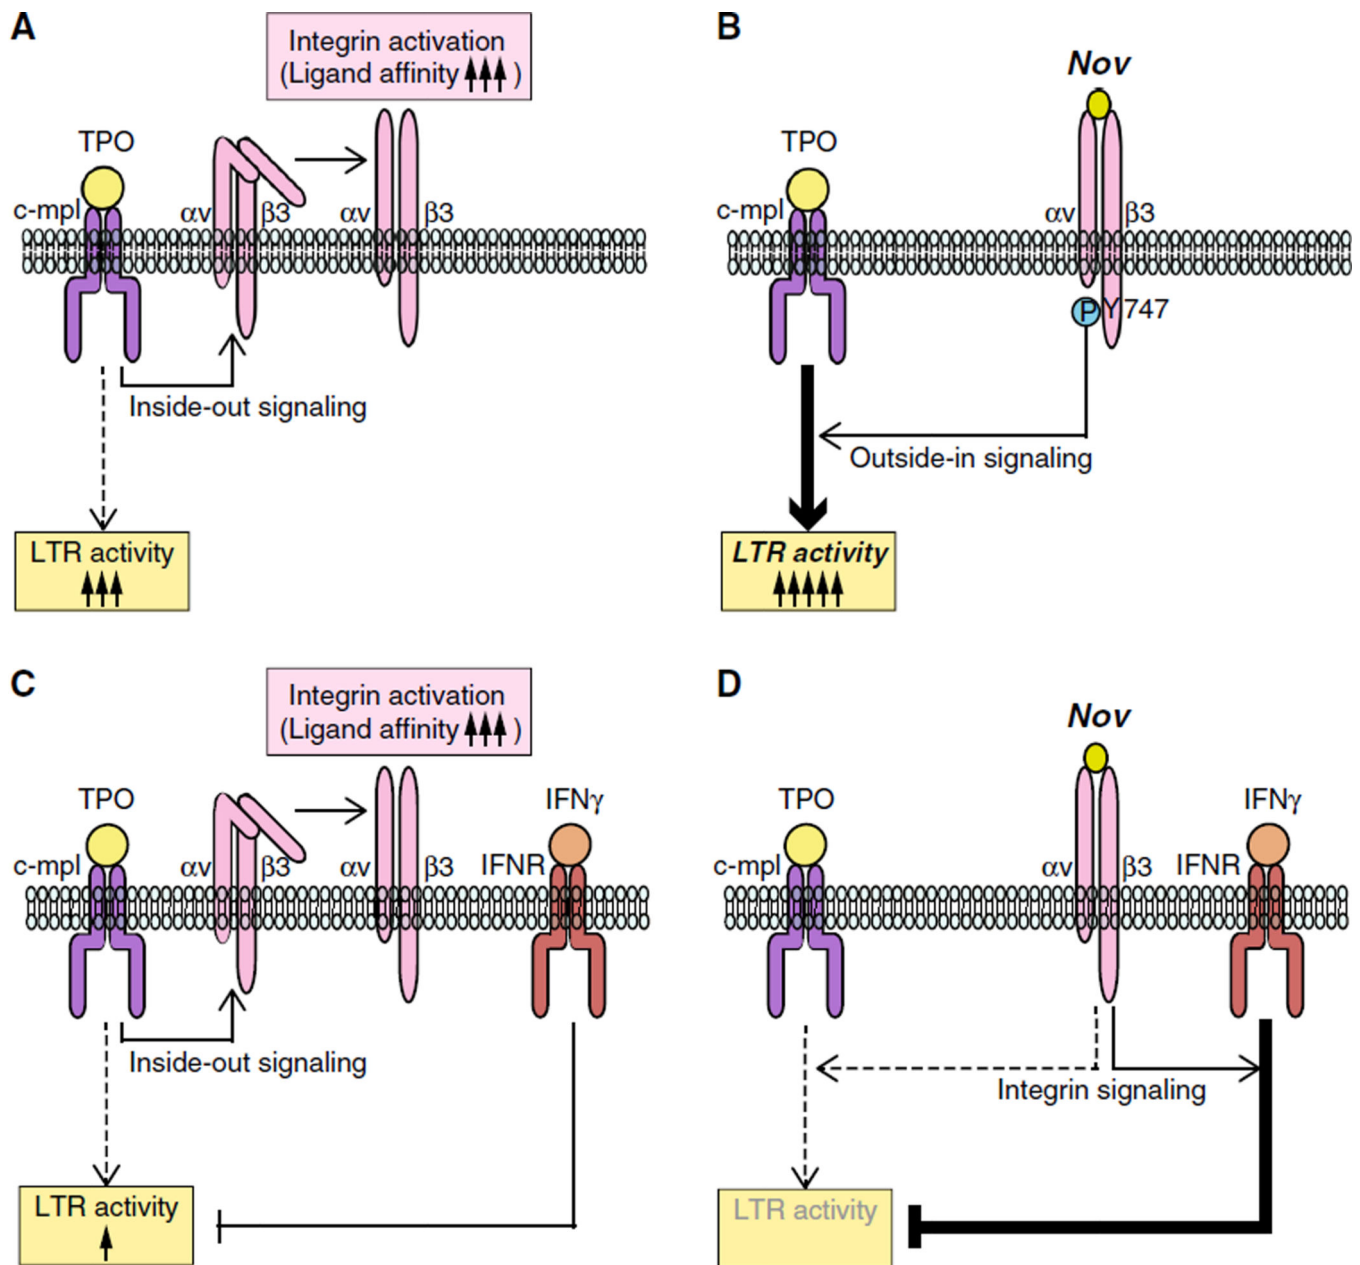 A
Integrin activation
(Ligand affinity )
TPO
c-mpl
αv
β3
αv
β3
Inside-out signaling
LTR activity
B
Nov
TPO
c-mpl
αv
β3
P Y747
Outside-in signaling
LTR activity
C
Integrin activation
(Ligand affinity )
TPO
IFNγ
c-mpl
αv
β3
αv
β3
IFNR
Inside-out signaling
LTR activity
D
Nov
TPO
IFNγ
c-mpl
αv
β3
IFNR
Integrin signaling
LTR activity